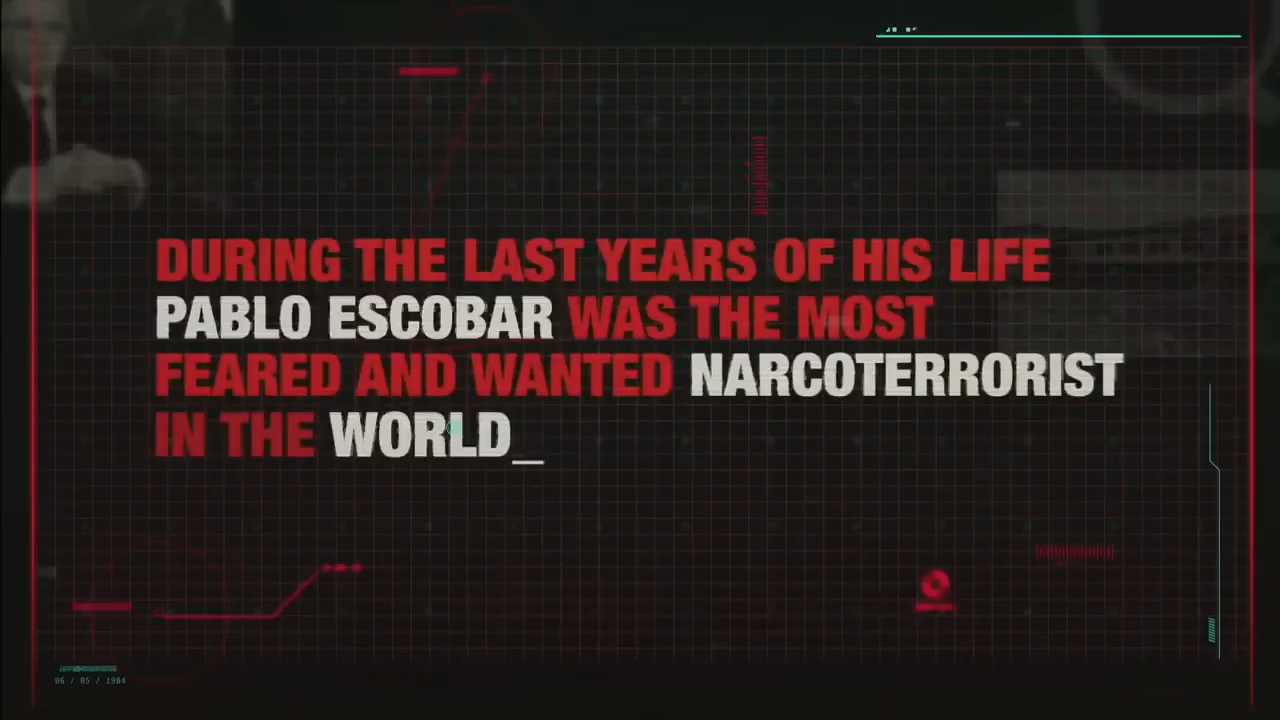 DURING THE LAST YEARS OF HIS LIFE
PABLO ESCOBAR WAS THE MOST
FEARED AND WANTED NARCOTERRORIST
IN THE WORLD_
06 / 05 / 1984